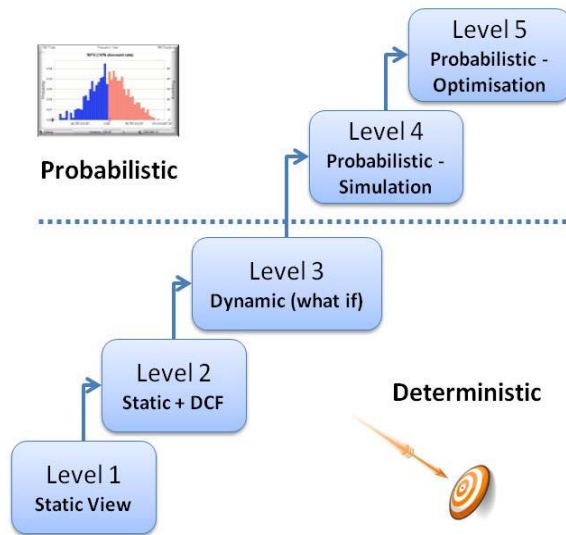 Level 5
Probabilistic -
Optimisation
Level 4
Probabilistic -
Simulation
Probabilistic
Level 3
Dynamic (what if)
Level 2
Static + DCF
Deterministic
Level 1
Static View